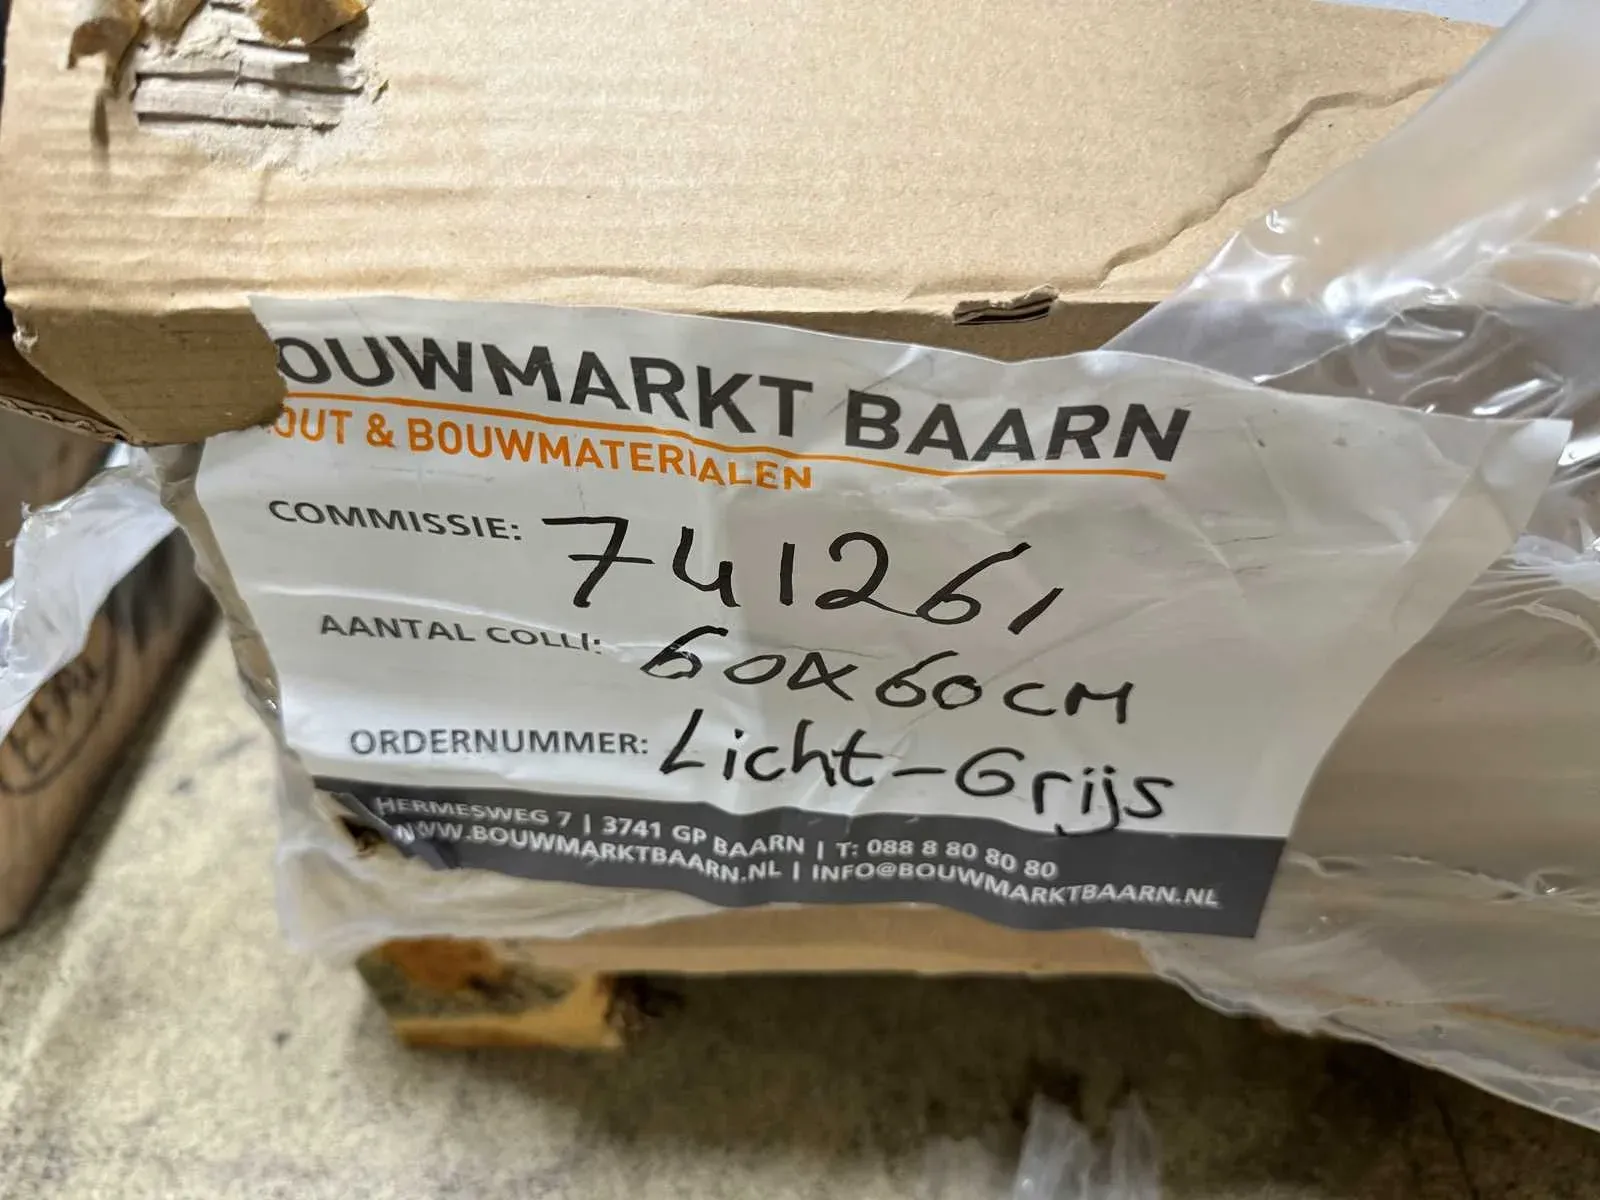 OUWMARKT BAARN
OUT & BOUWMATERIALEN
COMMISSIE: 741261
AANTAL COLLI: 60x60CM
ORDERNUMMER: Licht-Grijs
HERMESWEG 7 | 3741 GP BAARN | T: 088 8 80 80 80
WWW.BOUWMARKTBAARN.NL | INFO@BOUWMARKTBAARN.NL